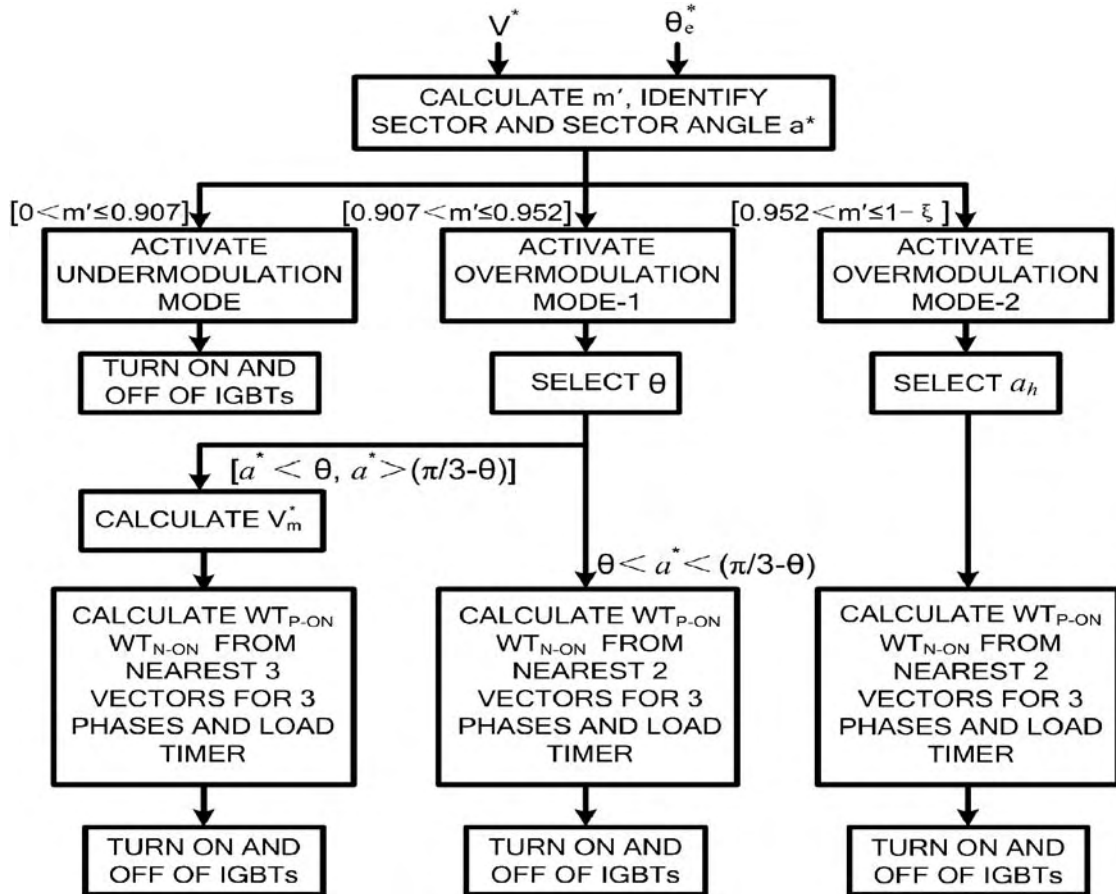 V* θe*
CALCULATE m′, IDENTIFY
SECTOR AND SECTOR ANGLE a*
[0<m′≤0.907] [0.907<m′≤0.952] [0.952<m′≤1-ξ ]
ACTIVATE
UNDERMODULATION
MODE
ACTIVATE
OVERMODULATION
MODE-1
ACTIVATE
OVERMODULATION
MODE-2
TURN ON AND
OFF OF IGBTs
SELECT θ
SELECT ah
[a* < θ, a* >(π/3-θ)]
CALCULATE Vm*
θ< a* < (π/3-θ)
CALCULATE WTP-ON
WTN-ON FROM
NEAREST 3
VECTORS FOR 3
PHASES AND LOAD
TIMER
CALCULATE WTP-ON
WTN-ON FROM
NEAREST 2
VECTORS FOR 3
PHASES AND LOAD
TIMER
CALCULATE WTP-ON
WTN-ON FROM
NEAREST 2
VECTORS FOR 3
PHASES AND LOAD
TIMER
TURN ON AND
OFF OF IGBTs
TURN ON AND
OFF OF IGBTs
TURN ON AND
OFF OF IGBTs